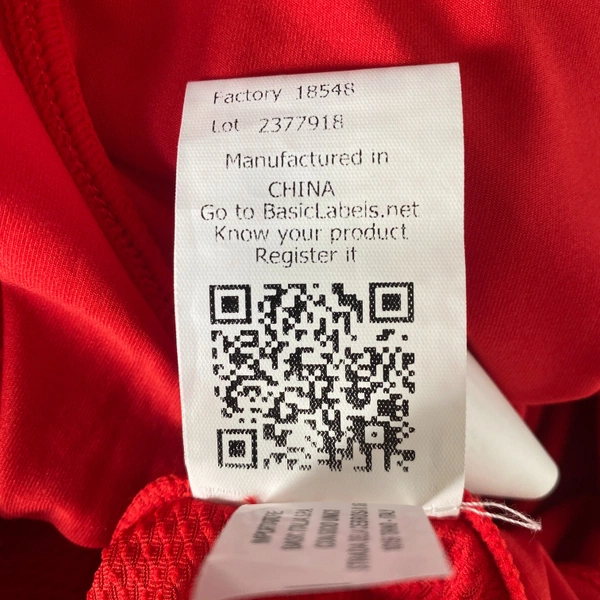 Factory 18548
Lot 2377918
Manufactured in
CHINA
Go to BasicLabels.net
Know your product
Register it